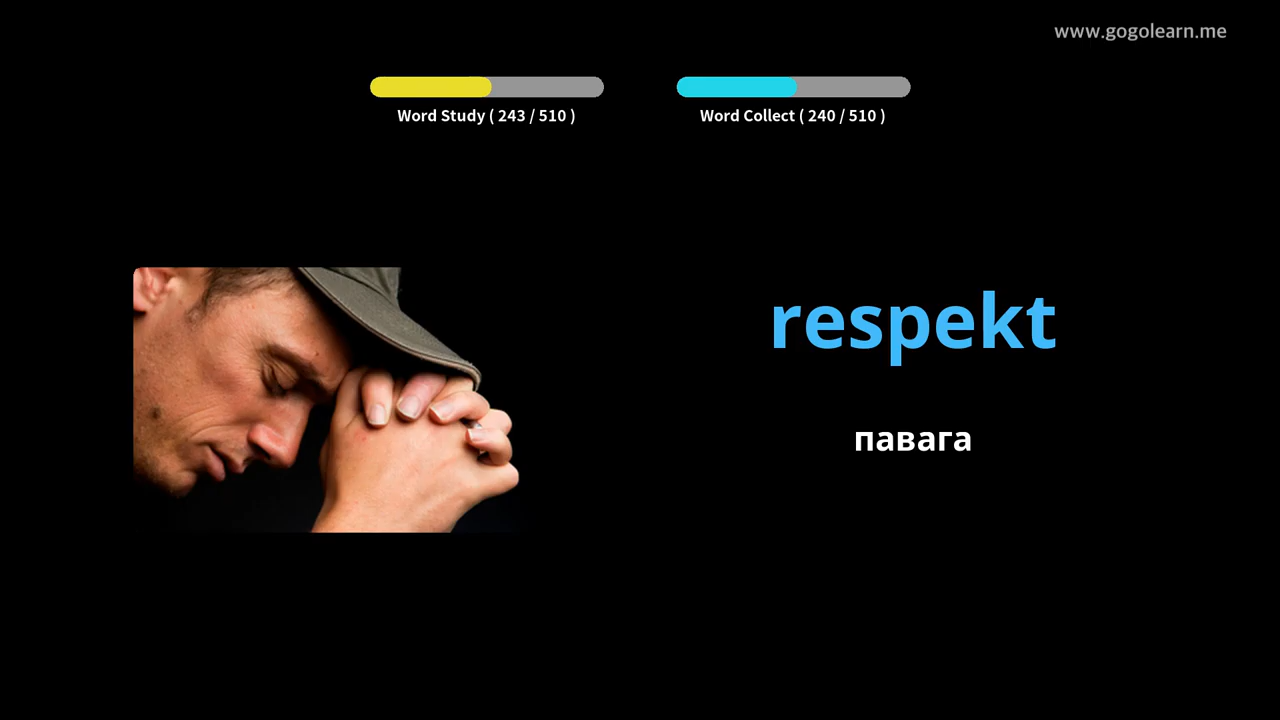 www.gogolearn.me
Word Study ( 243 / 510 )
Word Collect ( 240 / 510 )
respekt
павага